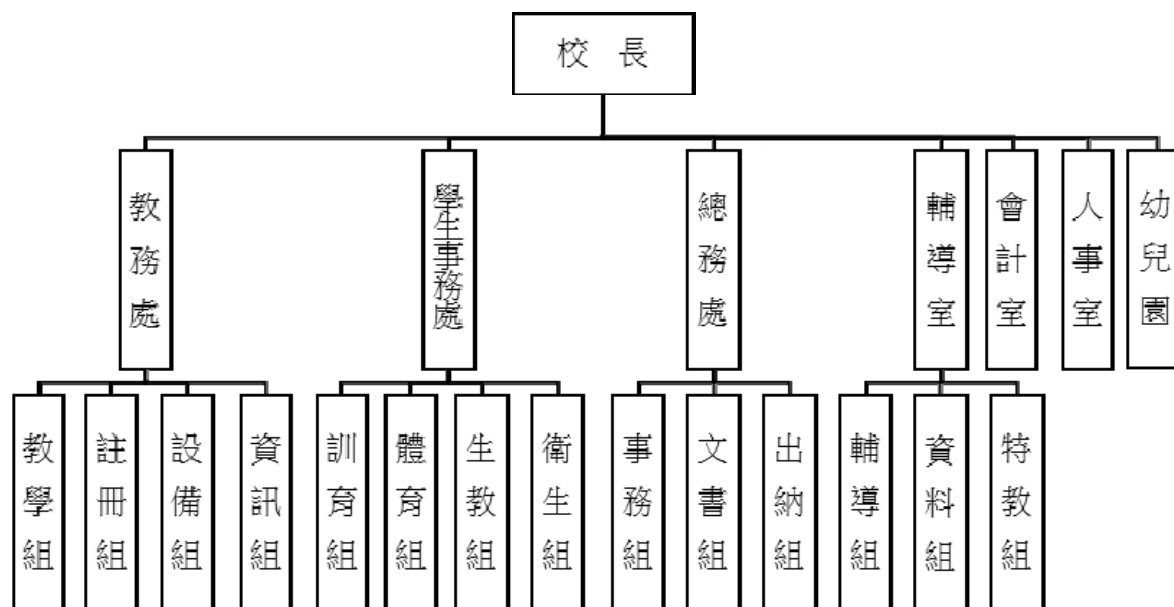 校 長
教務處
學生事務處
總務處
輔導室
會計室
人事室
幼兒園
教學組
註冊組
設備組
資訊組
訓育組
體育組
生教組
衛生組
事務組
文書組
出納組
輔導組
資料組
特教組